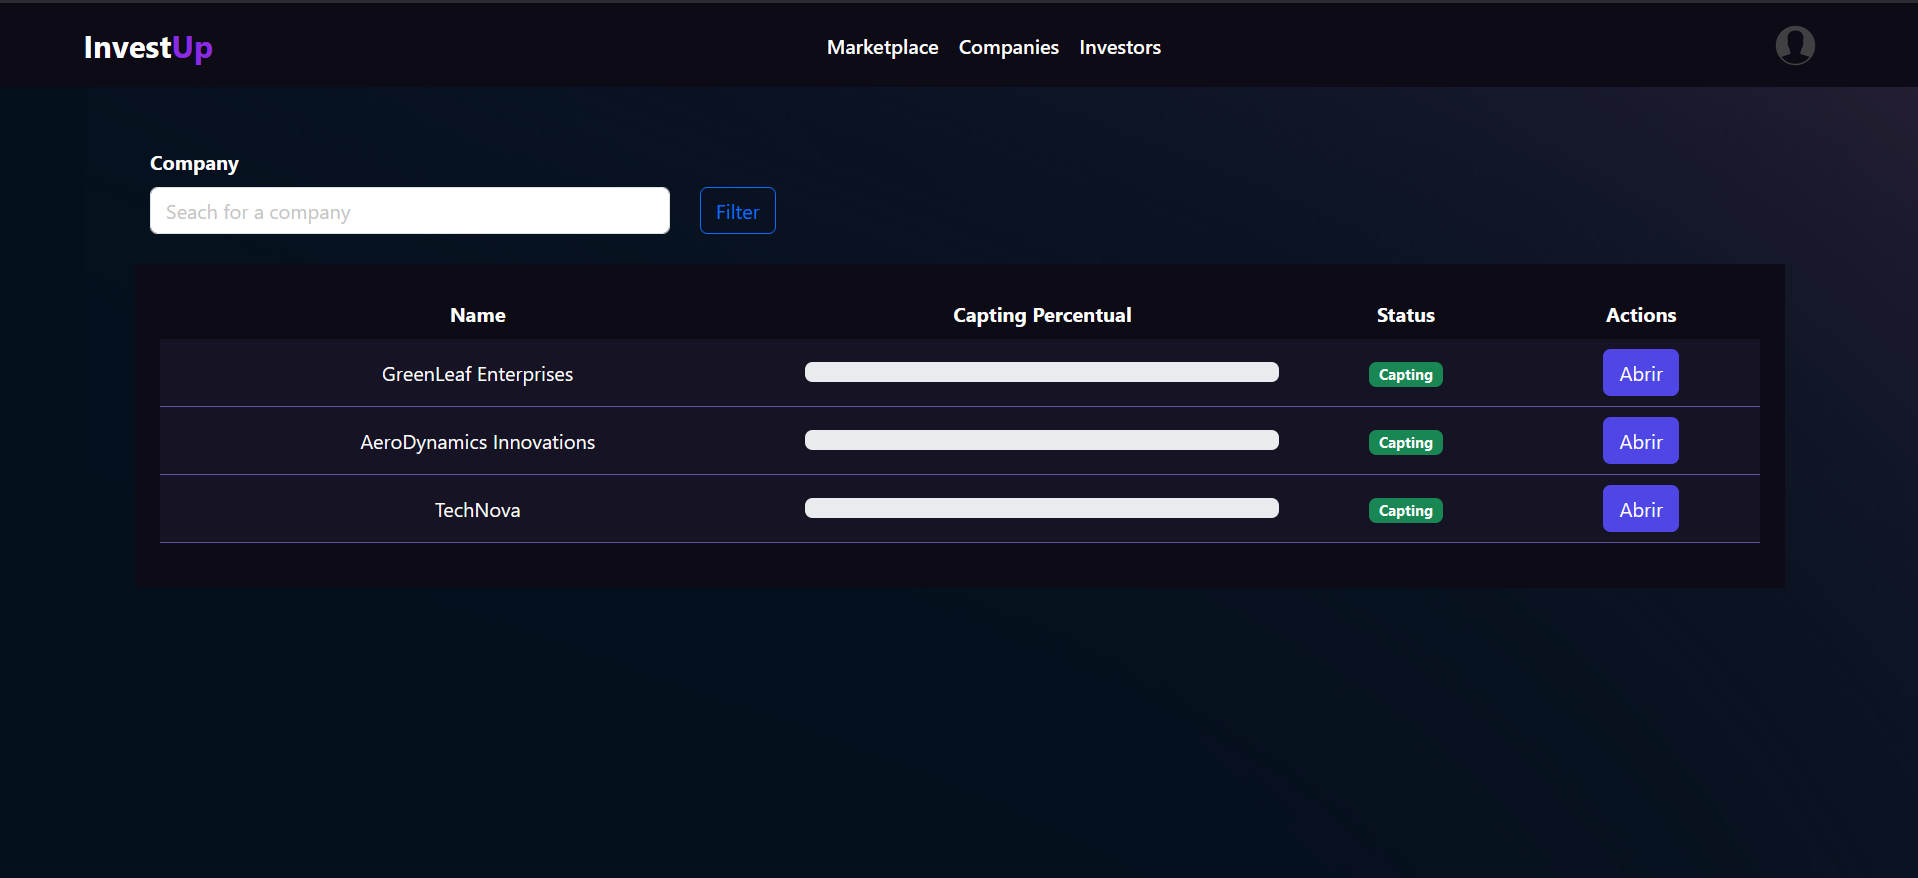 InvestUp
Marketplace Companies Investors
Company
Seach for a company
Filter
Name Capting Percentual Status Actions
GreenLeaf Enterprises Capting Abrir
AeroDynamics Innovations Capting Abrir
TechNova Capting Abrir